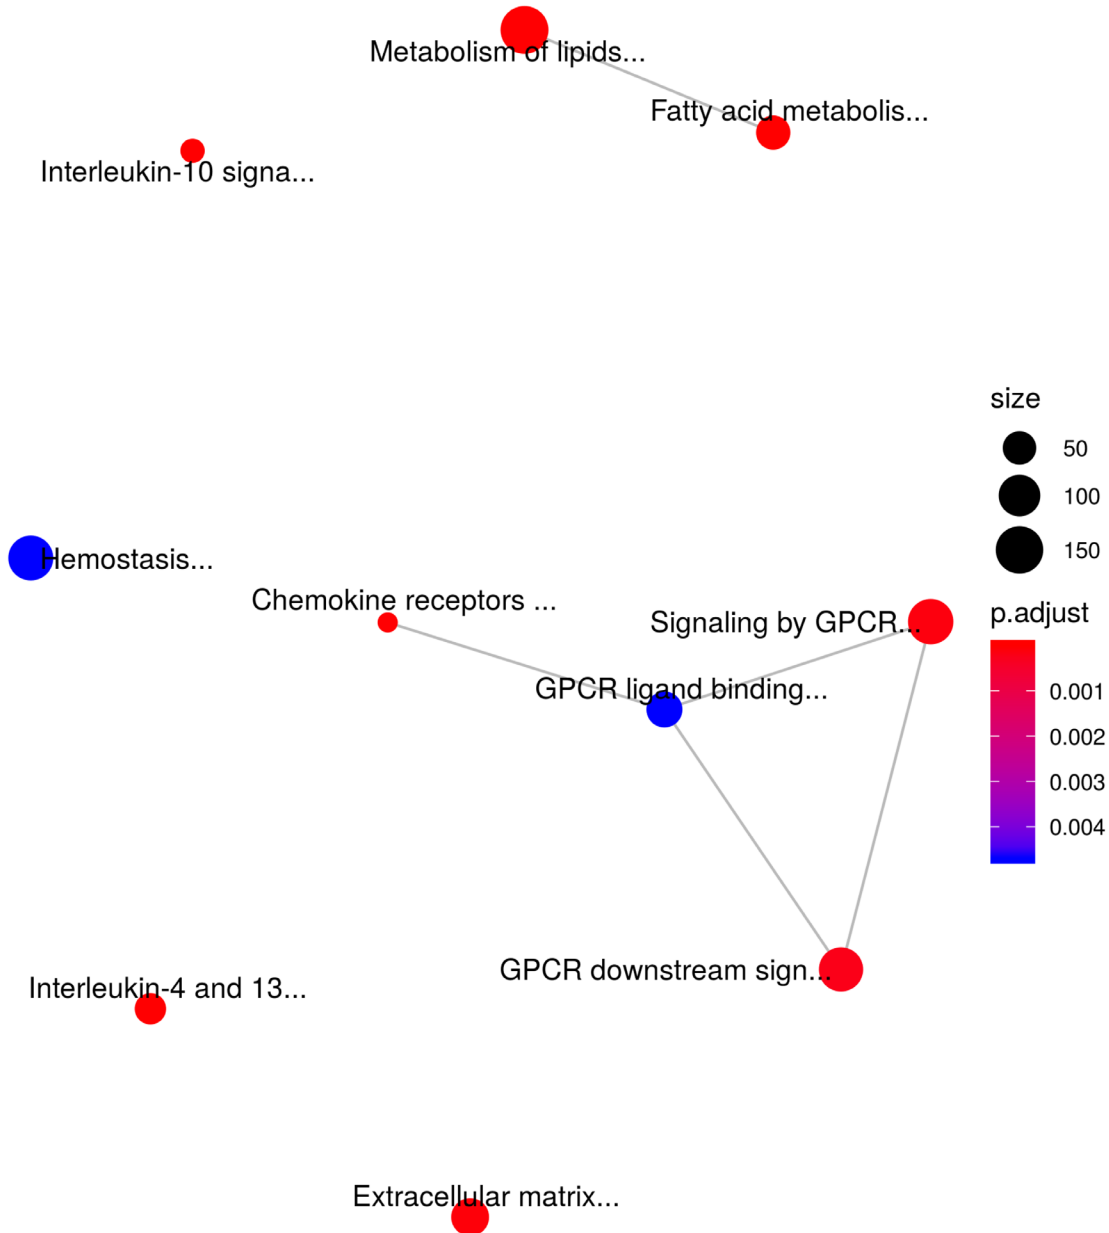 Metabolism of lipids...
Fatty acid metabolis...
Interleukin-10 signa...
size
50
100
150
Hemostasis...
Chemokine receptors ...
Signaling by GPCR...
p.adjust
GPCR ligand binding...
0.001
0.002
0.003
0.004
GPCR downstream sign...
Interleukin-4 and 13...
Extracellular matrix...